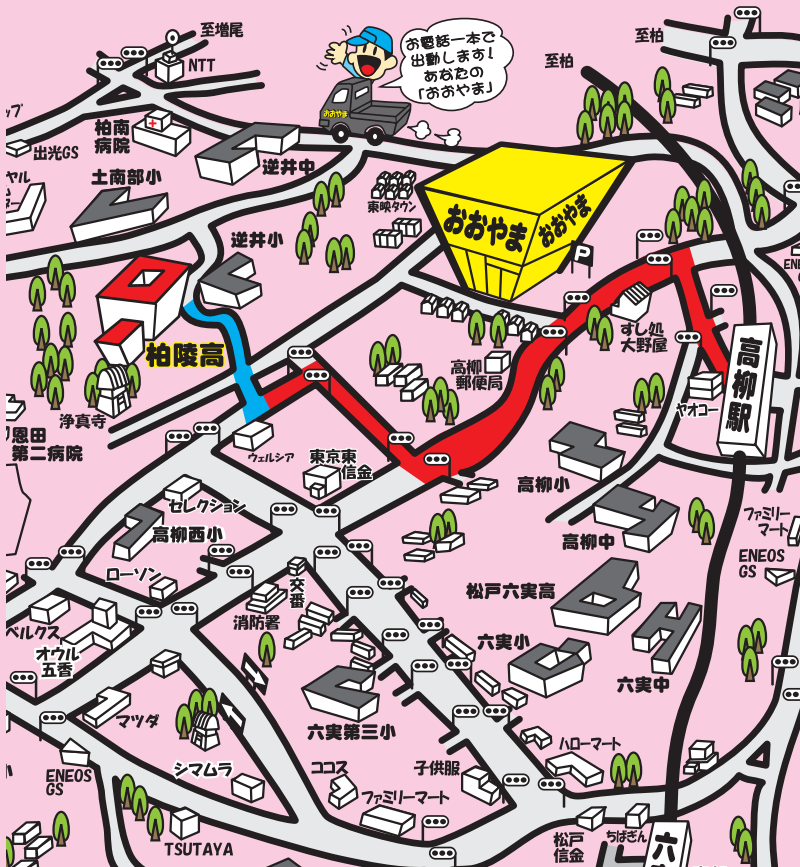 至増尾
NTT
至柏
至柏
お電話一本で
出動します!
あなたの
「おおやま」
おおやま
柏南
病院
出光GS
逆井中
土南部小
東映タウン
逆井小
おおやま
おおやま
P
柏陵高
すし処
大野屋
高柳
郵便局
高柳駅
ヤオコー
浄真寺
恩田
第二病院
ウェルシア
東京東
信金
セレクション
高柳西小
高柳小
高柳中
ファミリー
マート
ENEOS
GS
ローソン
交番
消防署
松戸六実高
六実小
六実中
ベルクス
オウル
五香
マツダ
六実第三小
シマムラ
ENEOS
GS
ココス
子供服
ハローマート
ファミリーマート
TSUTAYA
松戸
信金
ちばぎん
六